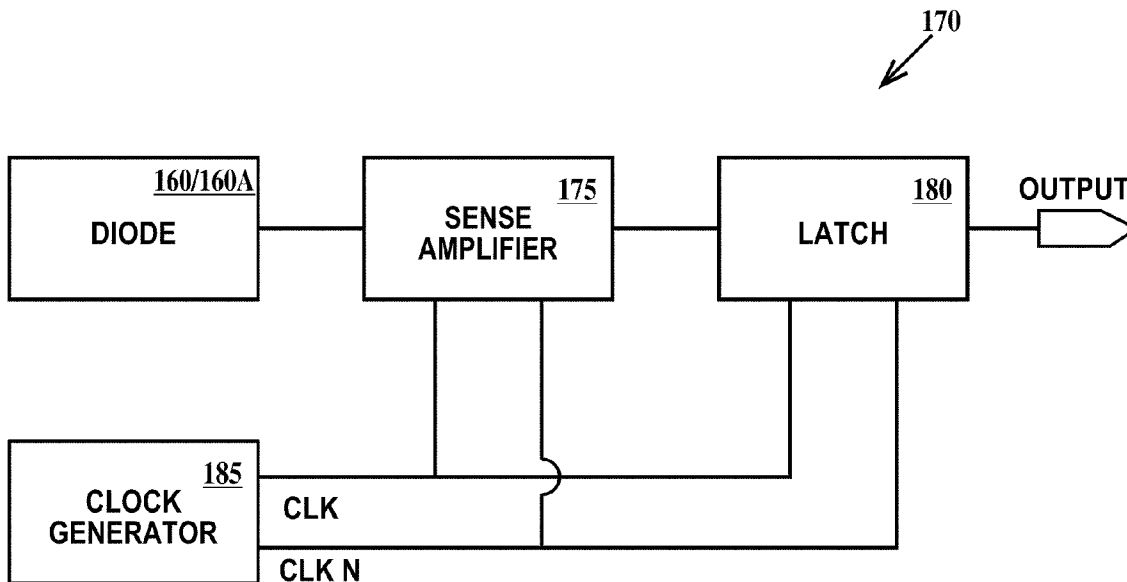 170
160/160A
DIODE
175
SENSE
AMPLIFIER
180
LATCH
OUTPUT
185
CLOCK
GENERATOR
CLK
CLK N